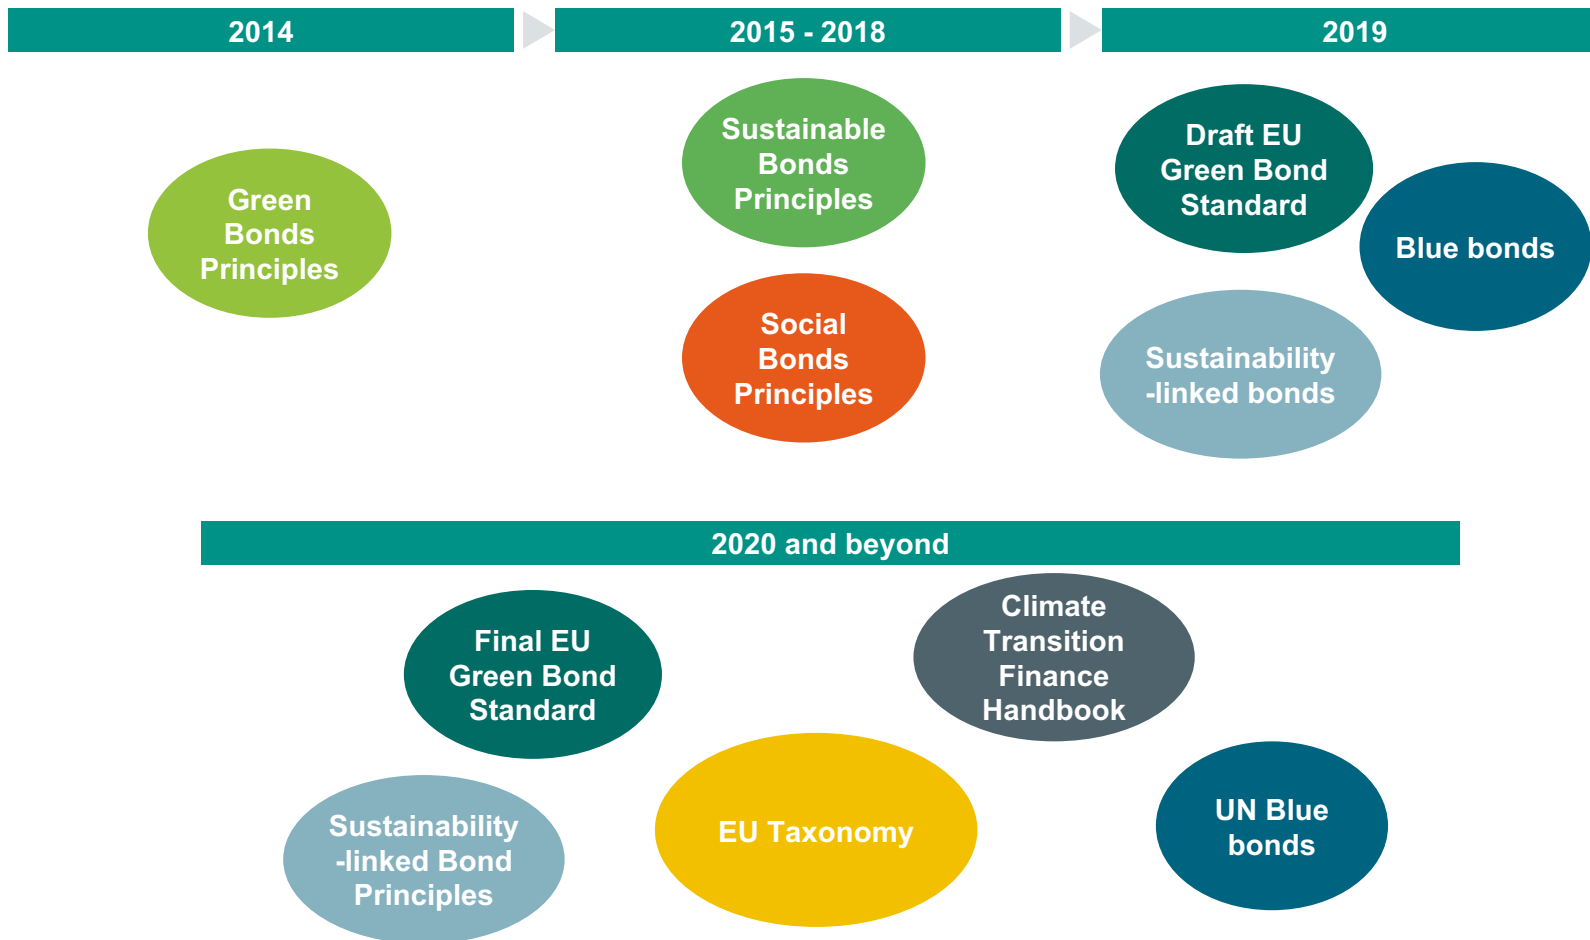 2014
2015 - 2018
2019
Green
Bonds
Principles
Sustainable
Bonds
Principles
Social
Bonds
Principles
Draft EU
Green Bond
Standard
Blue bonds
Sustainability
-linked bonds
2020 and beyond
Final EU
Green Bond
Standard
Climate
Transition
Finance
Handbook
Sustainability
-linked Bond
Principles
EU Taxonomy
UN Blue
bonds